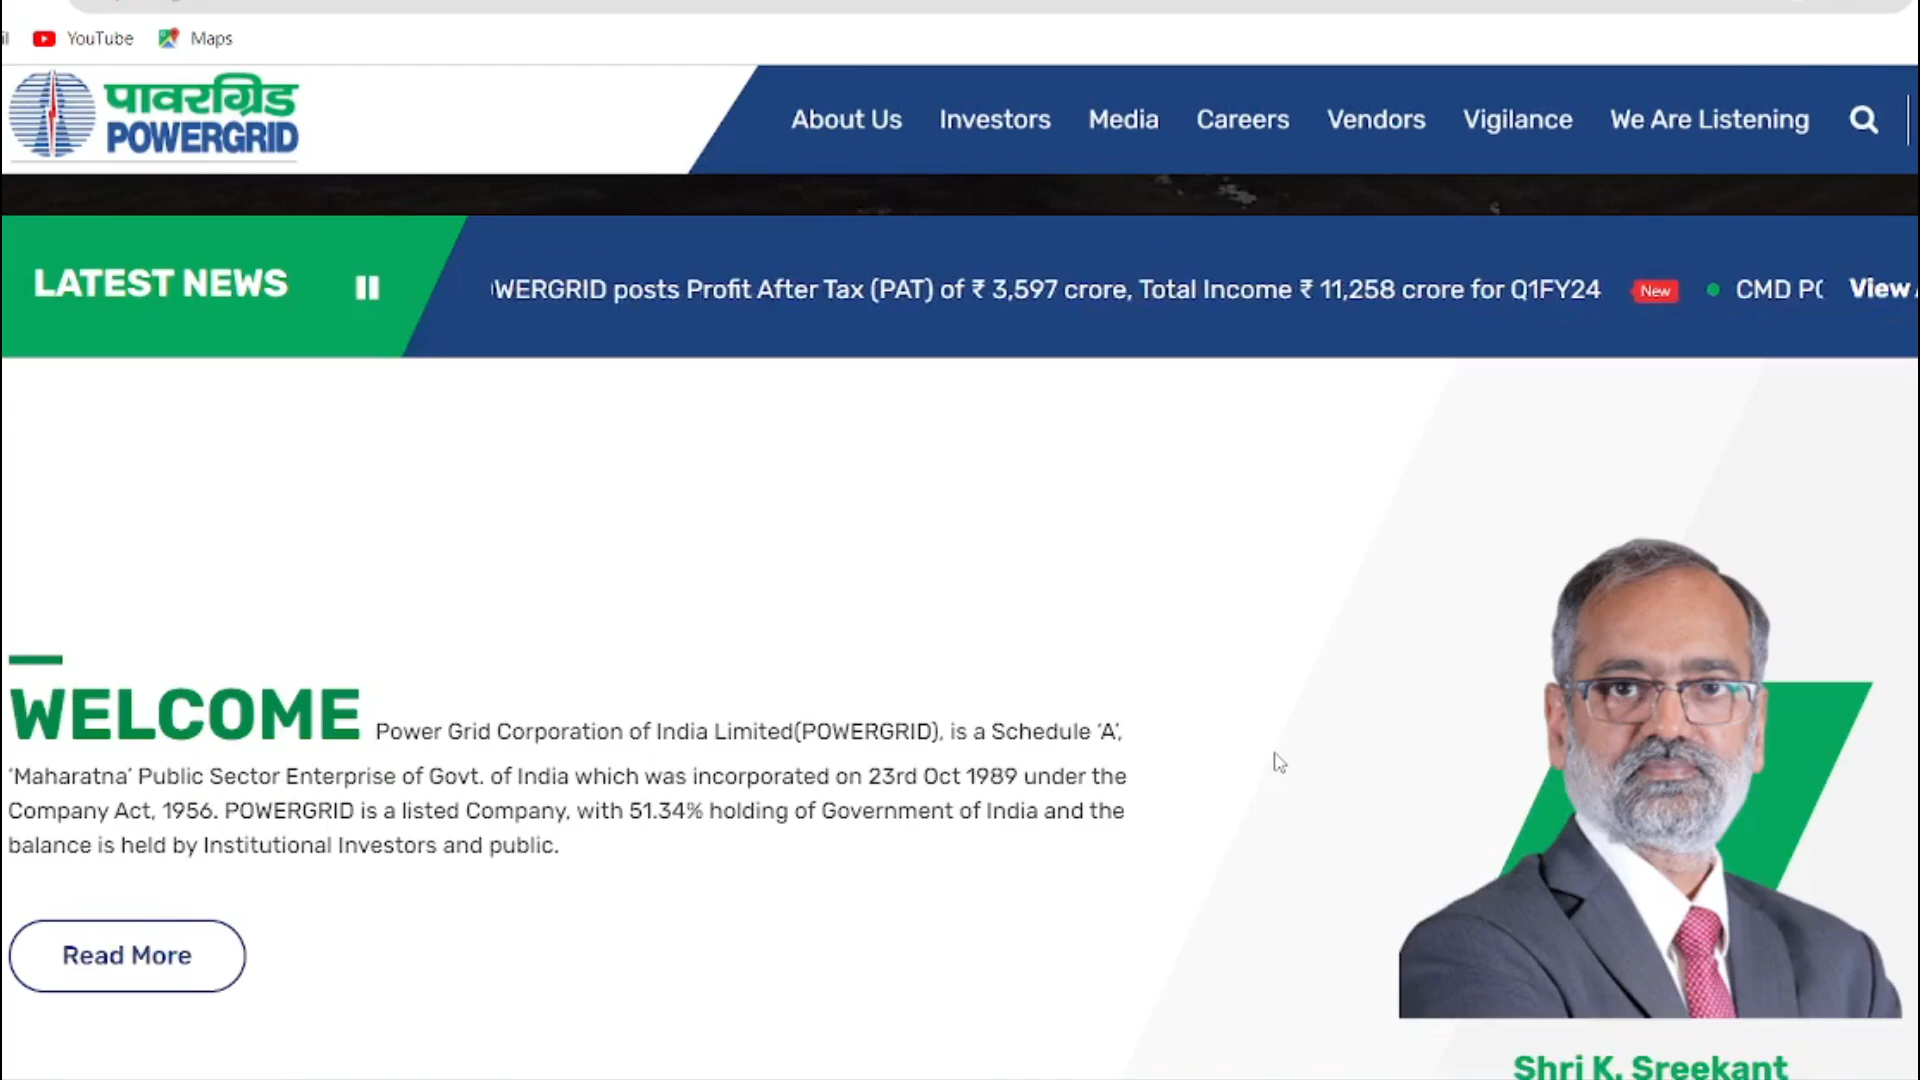 YouTube Maps
पावरग्रिड
POWERGRID
About Us Investors Media Careers Vendors Vigilance We Are Listening
LATEST NEWS
WERGRID posts Profit After Tax (PAT) of ₹ 3,597 crore, Total Income ₹ 11,258 crore for Q1FY24 New CMD PO View
WELCOME Power Grid Corporation of India Limited(POWERGRID), is a Schedule ‘A’,
‘Maharatna’ Public Sector Enterprise of Govt. of India which was incorporated on 23rd Oct 1989 under the
Company Act, 1956. POWERGRID is a listed Company, with 51.34% holding of Government of India and the
balance is held by Institutional Investors and public.
Read More
Shri K. Sreekant